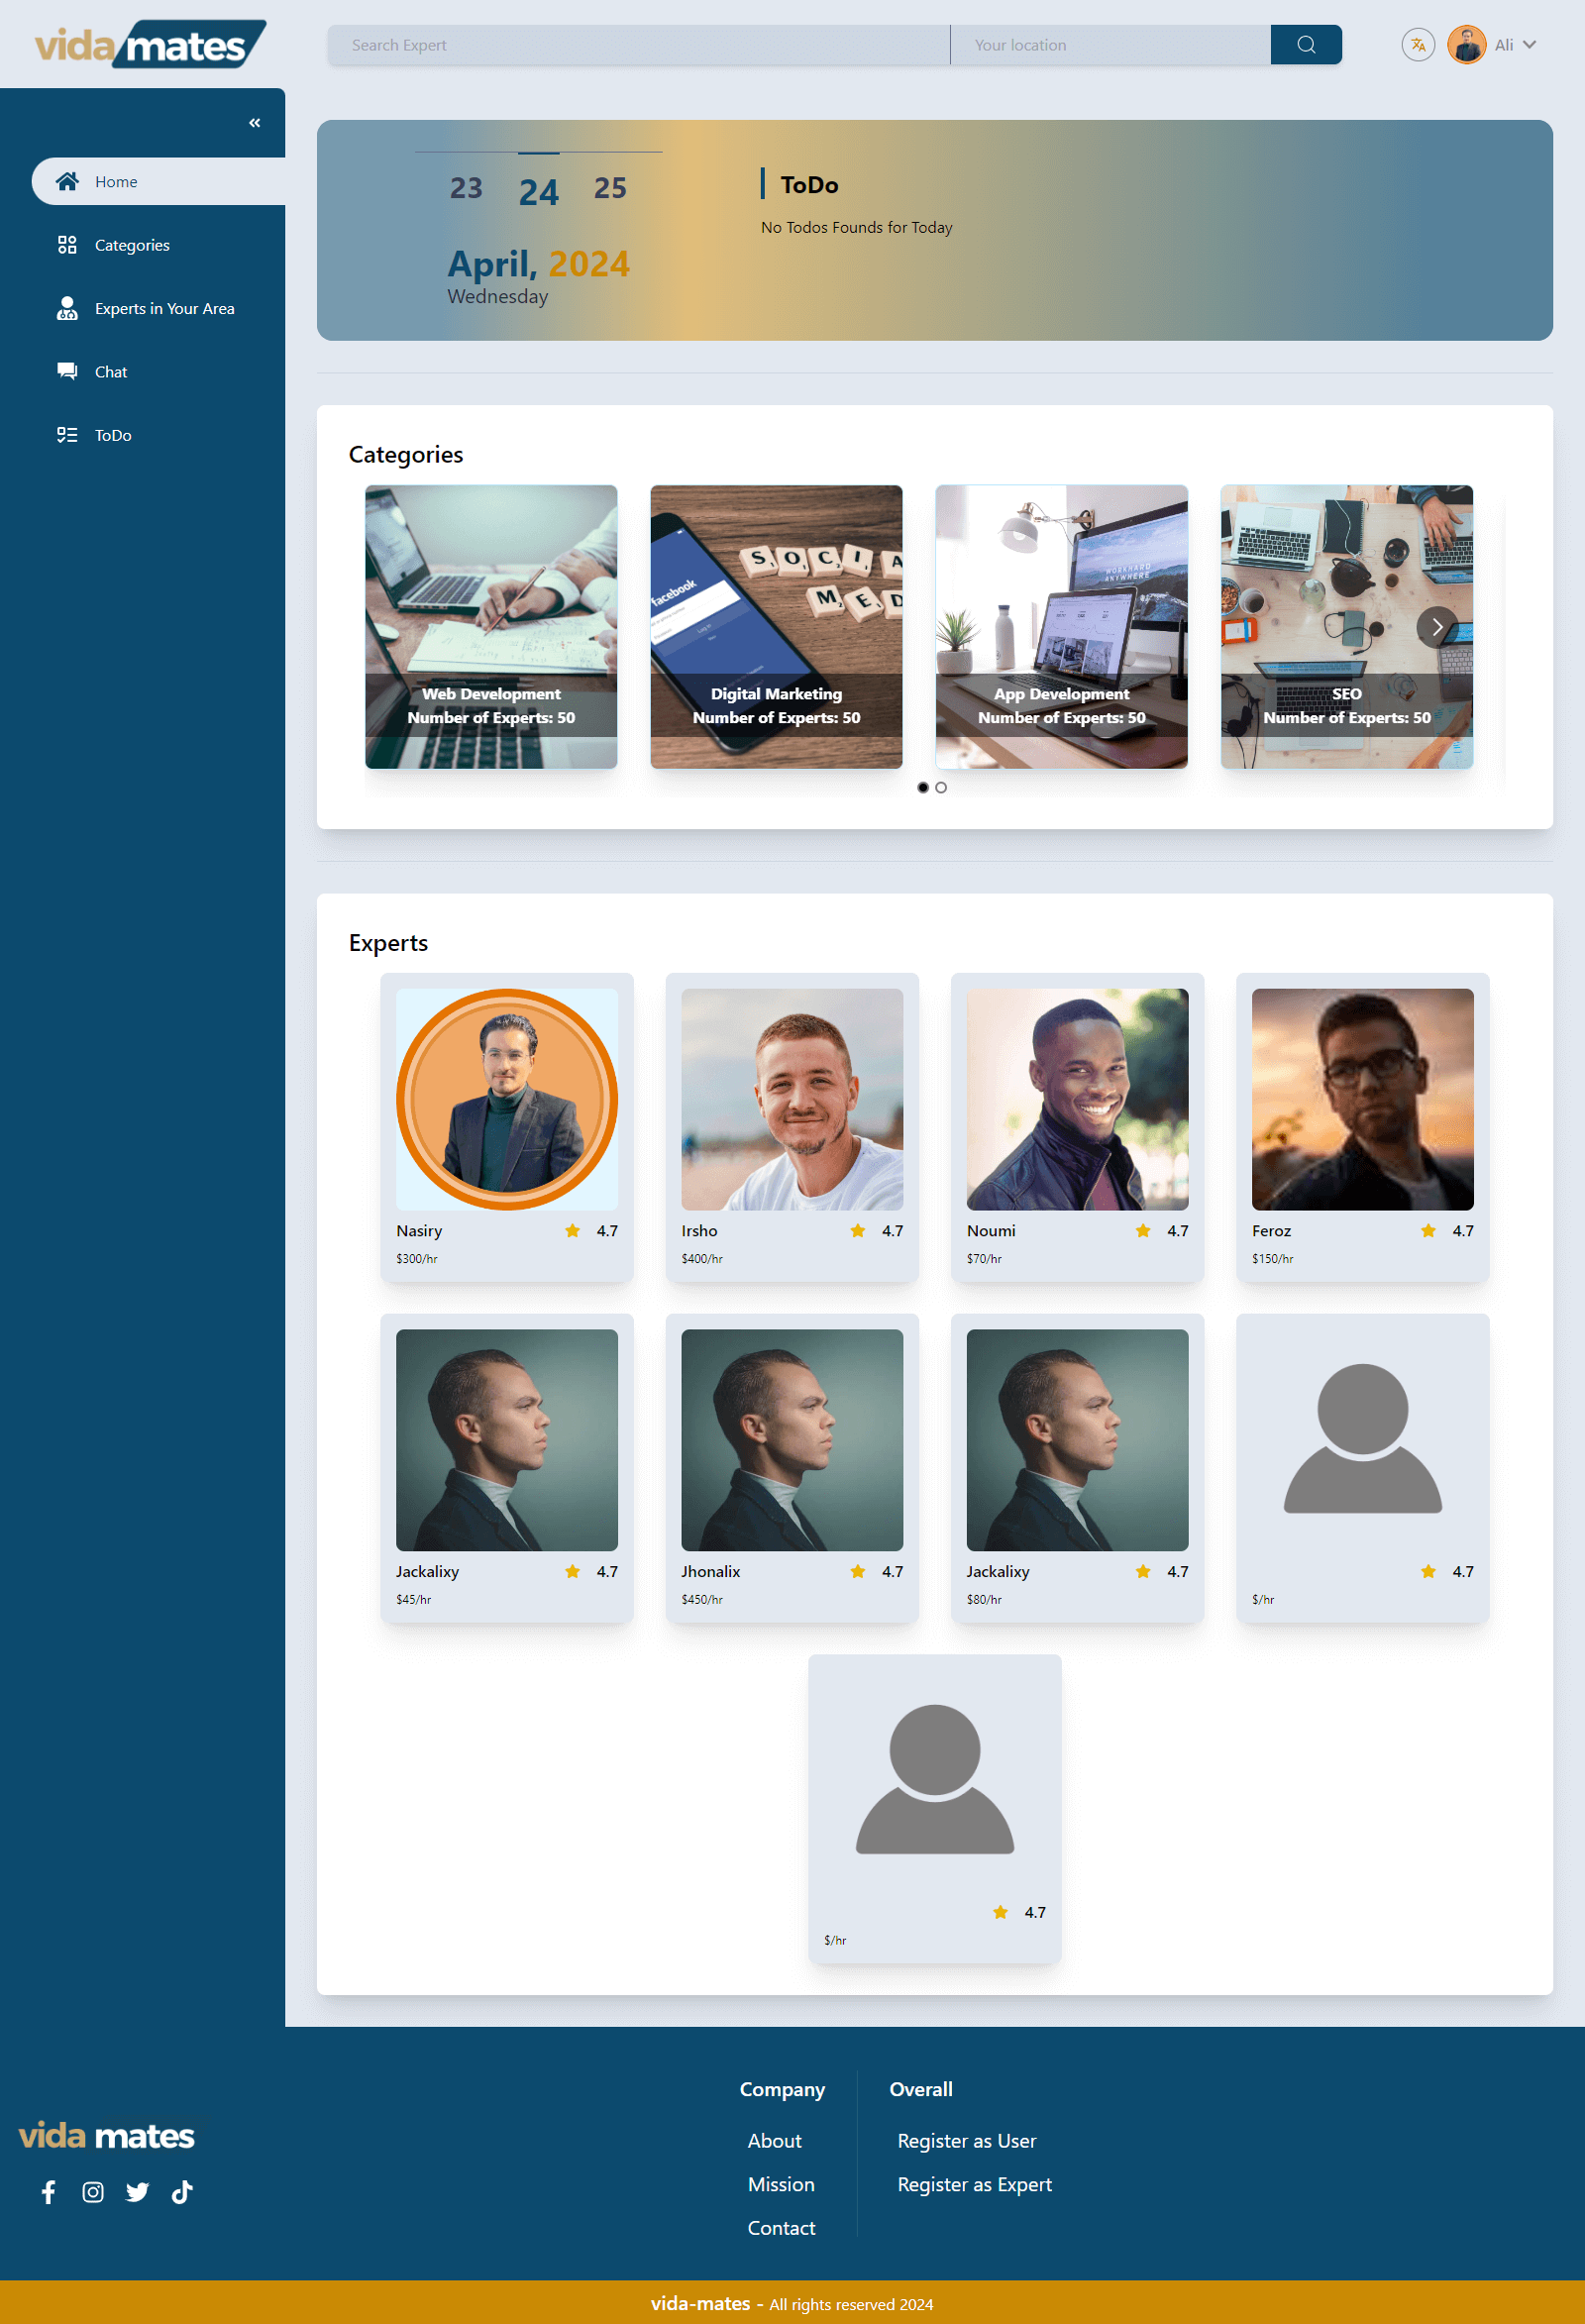 vida mates
Search Expert
Your location
Ali
Home
Categories
Experts in Your Area
Chat
ToDo
23 24 25
April, 2024
Wednesday
ToDo
No Todos Founds for Today
Categories
facebook
SOCIA
MED
WORKHARD
ANYWHERE
Web Development
Number of Experts: 50
Digital Marketing
Number of Experts: 50
App Development
Number of Experts: 50
SEO
Number of Experts: 50
Experts
Nasiry 4.7
$300/hr
Irsho 4.7
$400/hr
Noumi 4.7
$70/hr
Feroz 4.7
$150/hr
Jackalixy 4.7
$45/hr
Jhonalix 4.7
$450/hr
Jackalixy 4.7
$80/hr
4.7
$/hr
4.7
$/hr
vida mates
Company
About
Mission
Contact
Overall
Register as User
Register as Expert
vida-mates - All rights reserved 2024